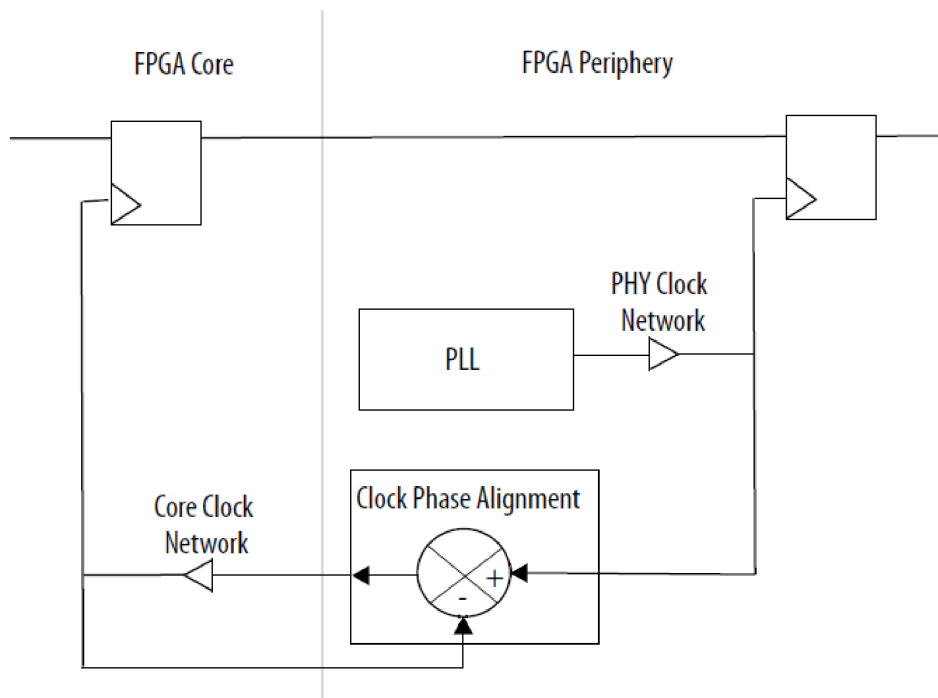 FPGA Core
FPGA Periphery
PHY Clock
Network
PLL
Clock Phase Alignment
Core Clock
Network
+
-